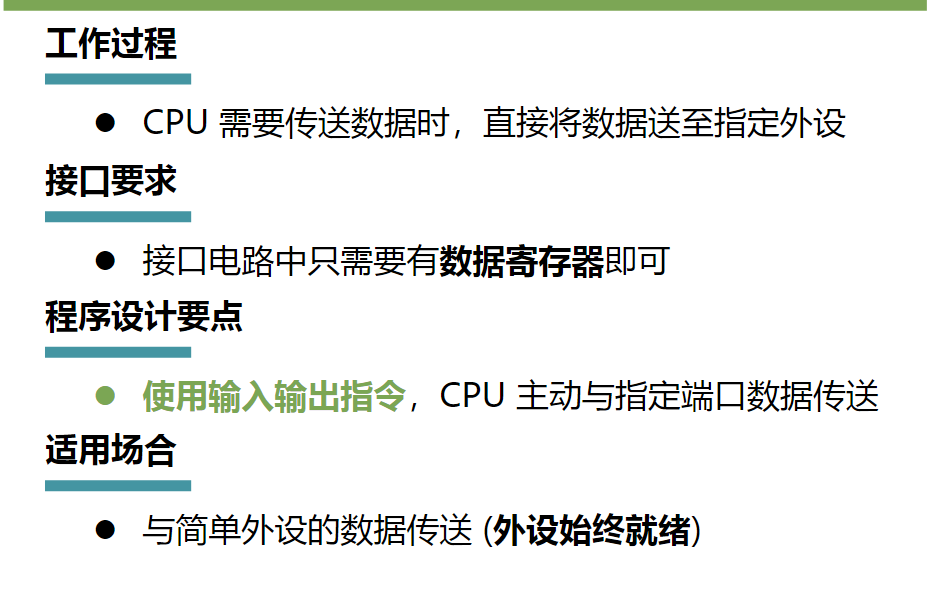 工作过程
● CPU 需要传送数据时，直接将数据送至指定外设
接口要求
● 接口电路中只需要有数据寄存器即可
程序设计要点
● 使用输入输出指令，CPU 主动与指定端口数据传送
适用场合
● 与简单外设的数据传送 (外设始终就绪)